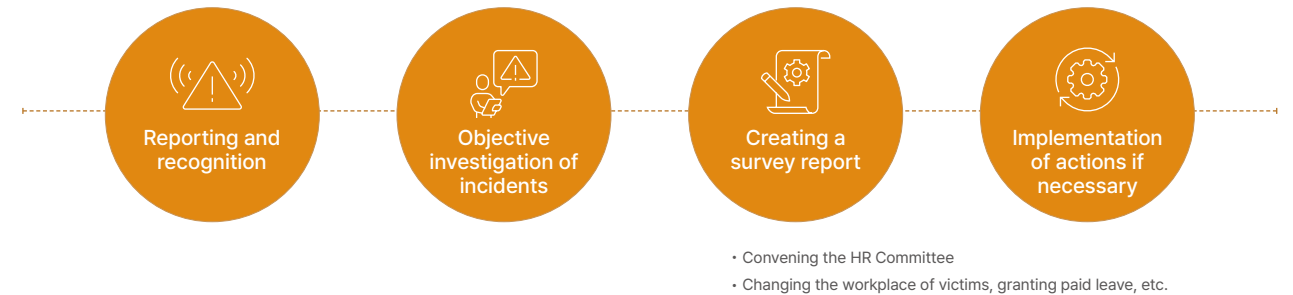 Reporting and
recognition
Objective
investigation of
incidents
Creating a
survey report
Implementation
of actions if
necessary
• Convening the HR Committee
• Changing the workplace of victims, granting paid leave, etc.